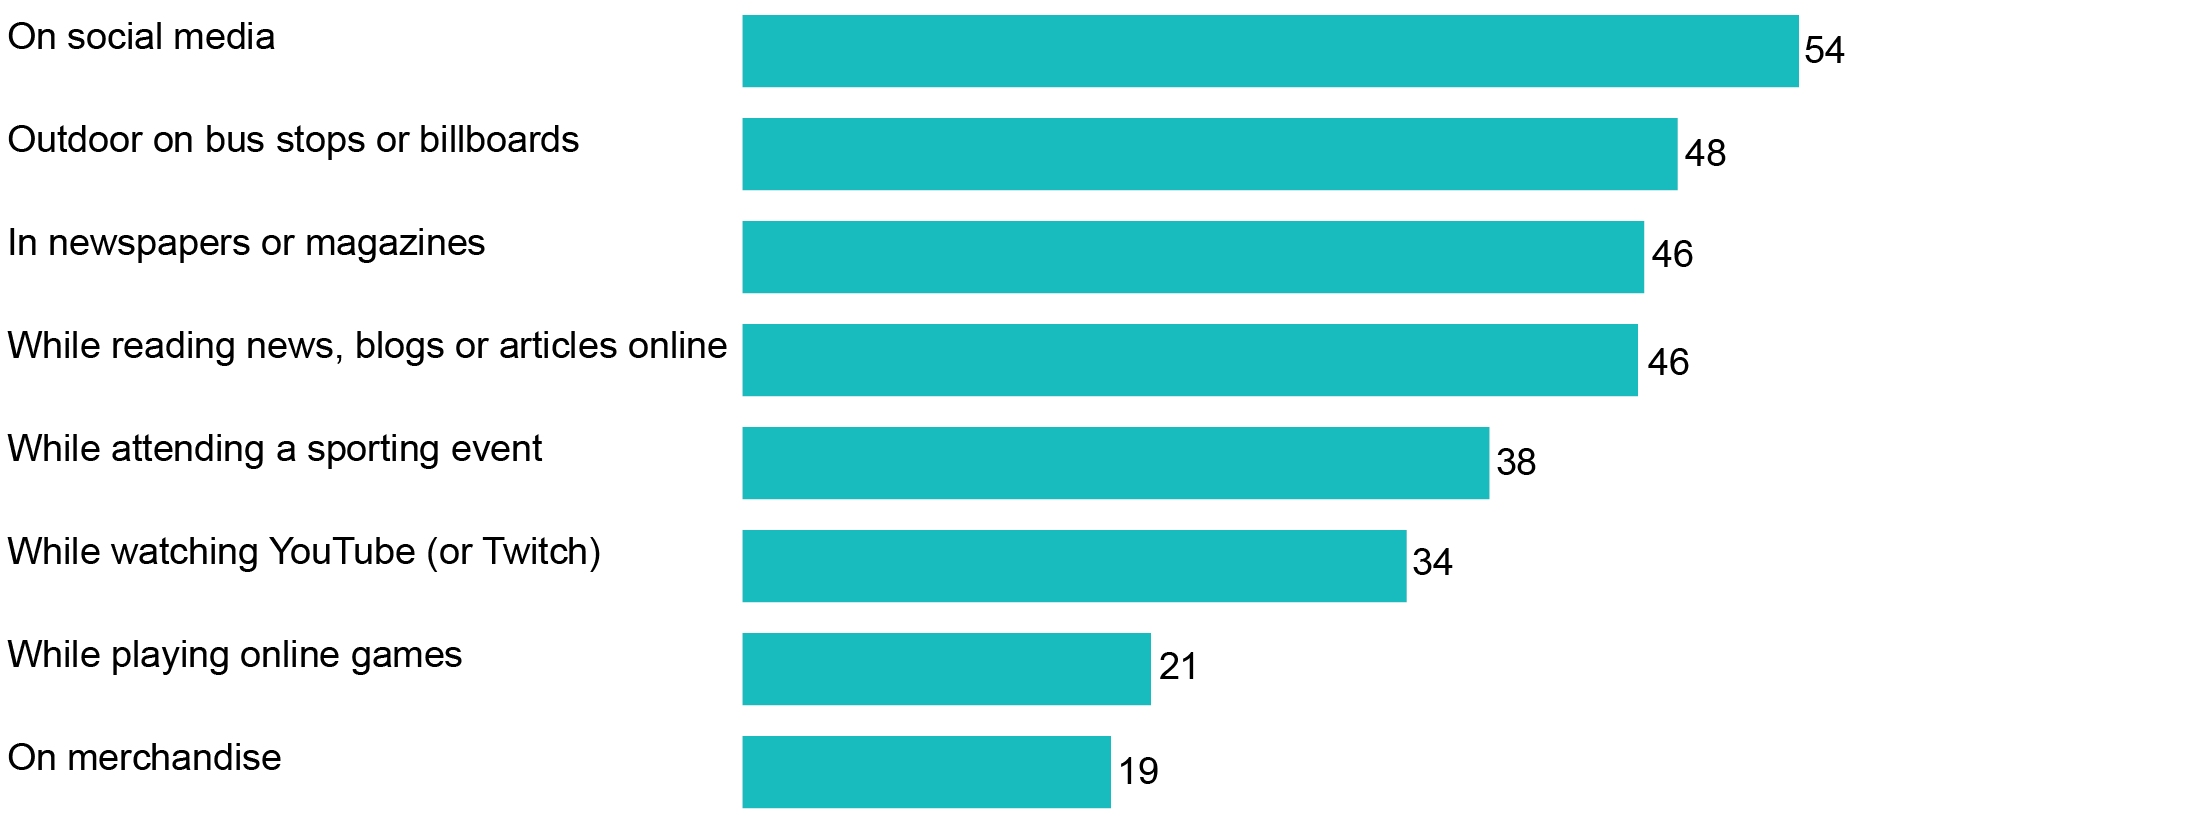 On social media 54
Outdoor on bus stops or billboards 48
In newspapers or magazines 46
While reading news, blogs or articles online 46
While attending a sporting event 38
While watching YouTube (or Twitch) 34
While playing online games 21
On merchandise 19